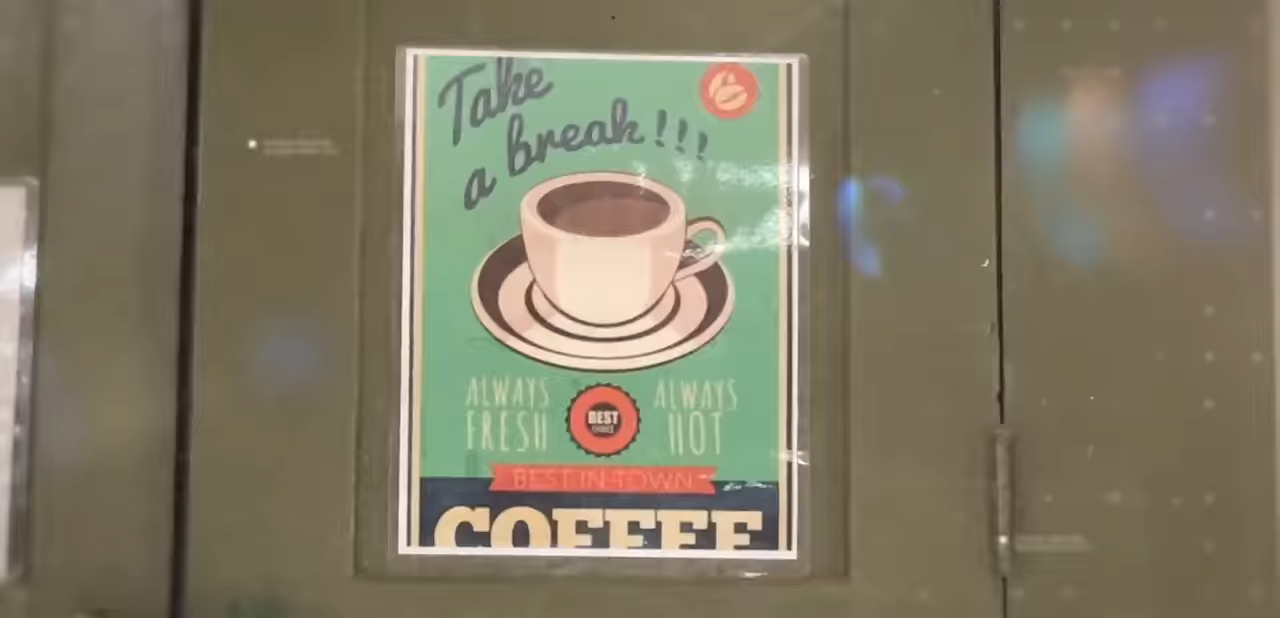 Take
a break!!!
ALWAYS ALWAYS
FRESH HOT
BEST
BEST IN TOWN
COFFEE